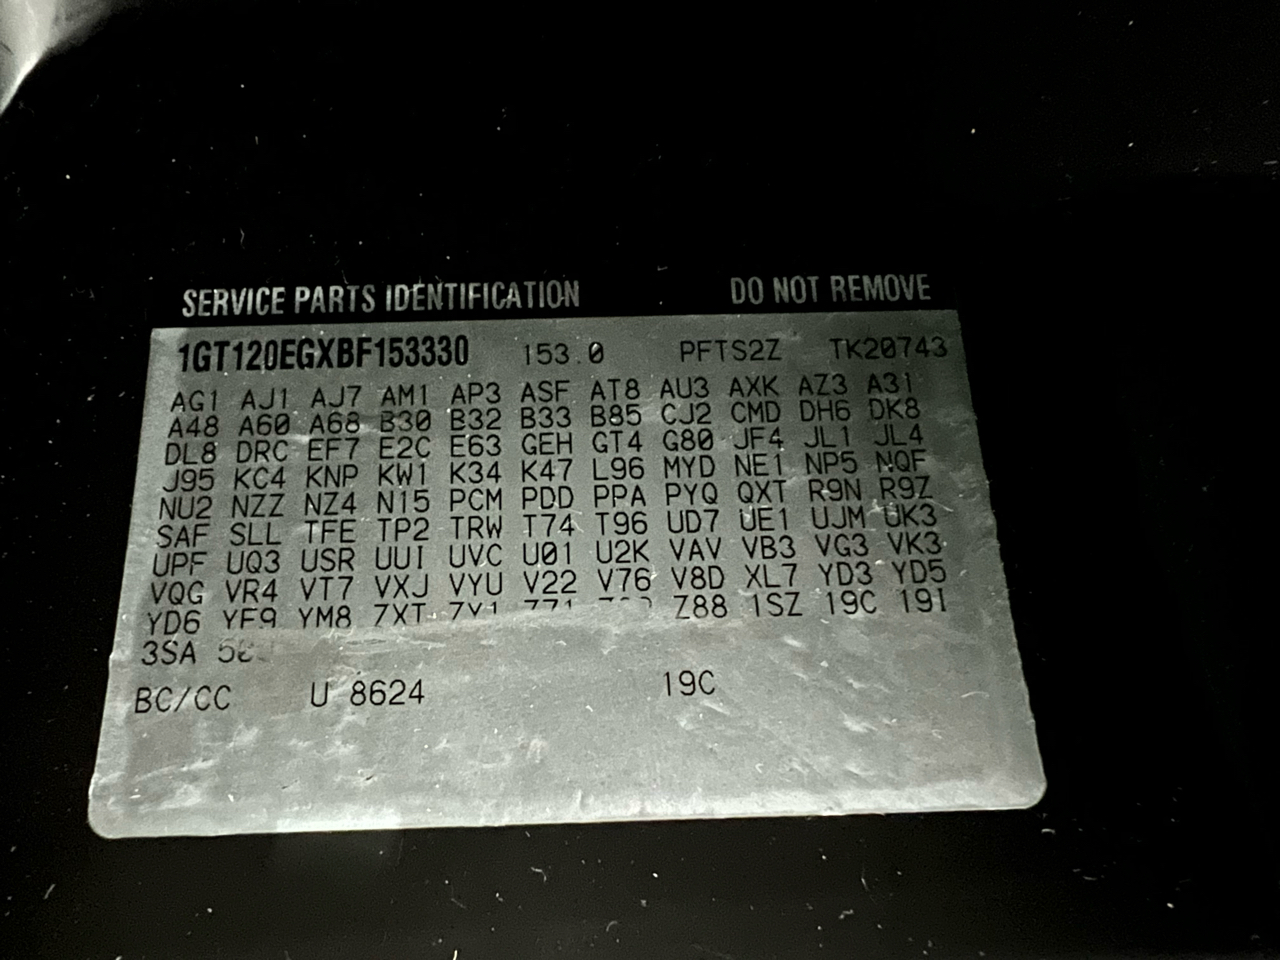 SERVICE PARTS IDENTIFICATION DO NOT REMOVE
1GT120EGXBF153330 153.0 PFTS2Z TK20743
AG1 AJ1 AJ7 AM1 AP3 ASF AT8 AU3 AXK AZ3 A31
A48 A60 A68 B30 B32 B33 B85 CJ2 CMD DH6 DK8
DL8 DRC EF7 E2C E63 GEH GT4 G80 JF4 JL1 JL4
J95 KC4 KNP KW1 K34 K47 L96 MYD NE1 NP5 NQF
NU2 NZZ NZ4 N15 PCM PDD PPA PYQ QXT R9N R9Z
SAF SLL TFE TP2 TRW T74 T96 UD7 UE1 UJM UK3
UPF UQ3 USR UUI UVC U01 U2K VAV VB3 VG3 VK3
VQG VR4 VT7 VXJ VYU V22 V76 V8D XL7 YD3 YD5
YD6 YF9 YM8 Z88 1SZ 19C 19I
3SA
BC/CC U 8624 19C